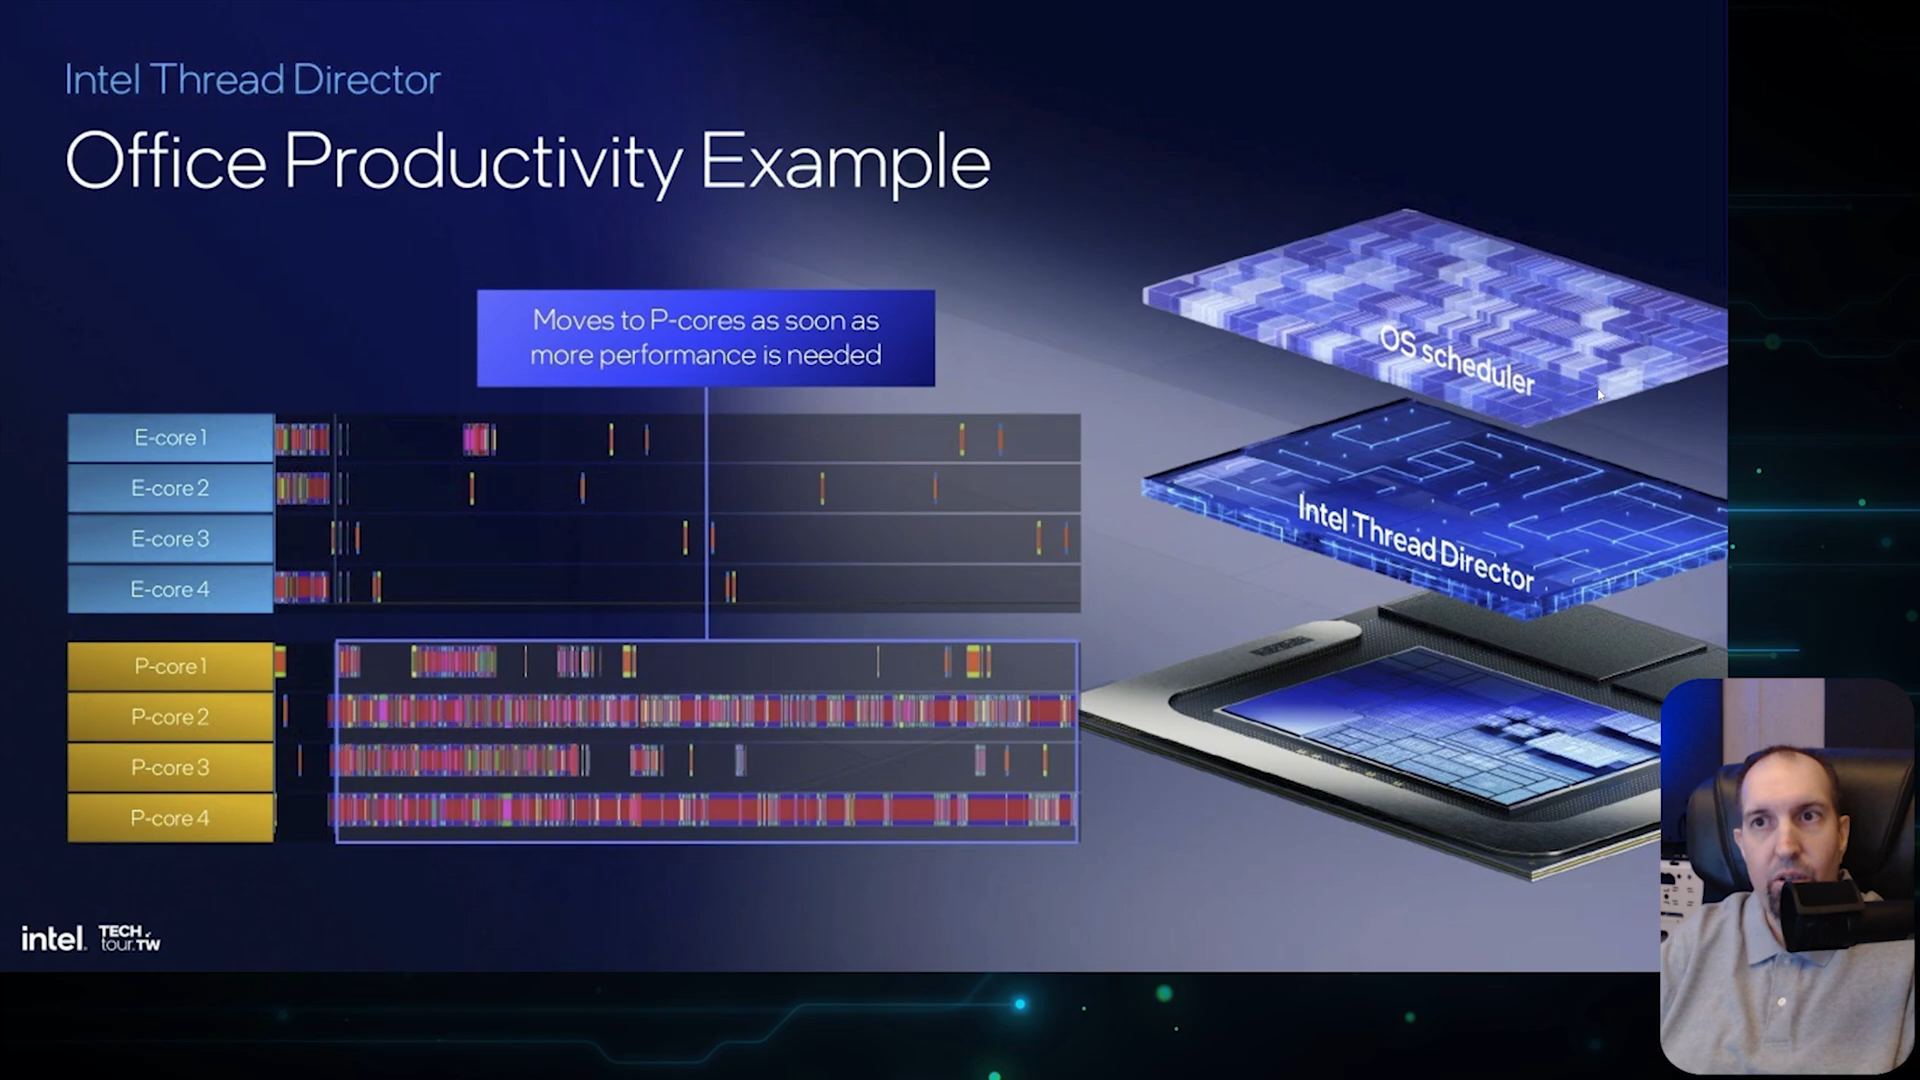 Intel Thread Director
Office Productivity Example
Moves to P-cores as soon as
more performance is needed
E-core 1
E-core 2
E-core 3
E-core 4
P-core 1
P-core 2
P-core 3
P-core 4
OS scheduler
Intel Thread Director
intel.
TECH
tour.TW